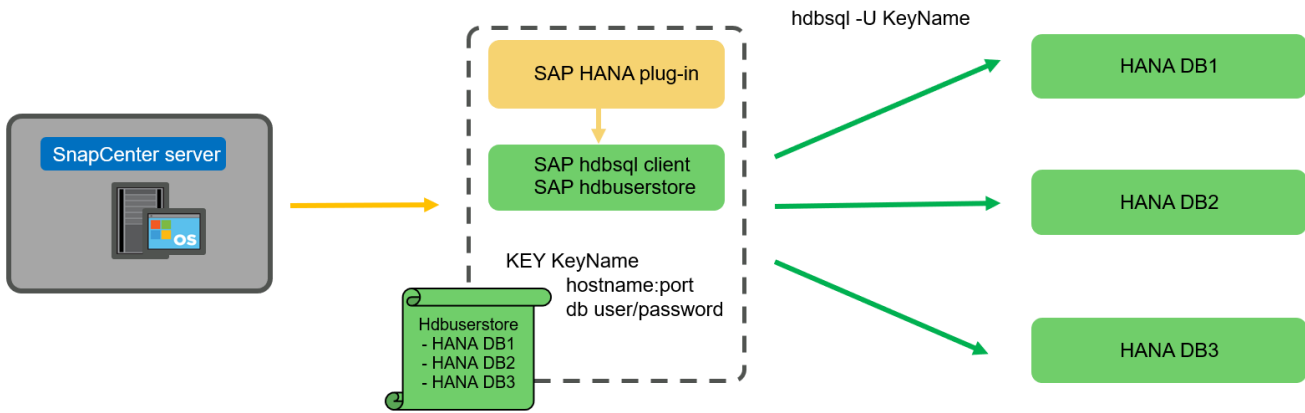 hdbsql -U KeyName
SAP HANA plug-in
HANA DB1
SnapCenter server
SAP hdbsql client
SAP hdbuserstore
OS
HANA DB2
KEY KeyName
hostname:port
db user/password
Hdbuserstore
- HANA DB1
- HANA DB2
- HANA DB3
HANA DB3